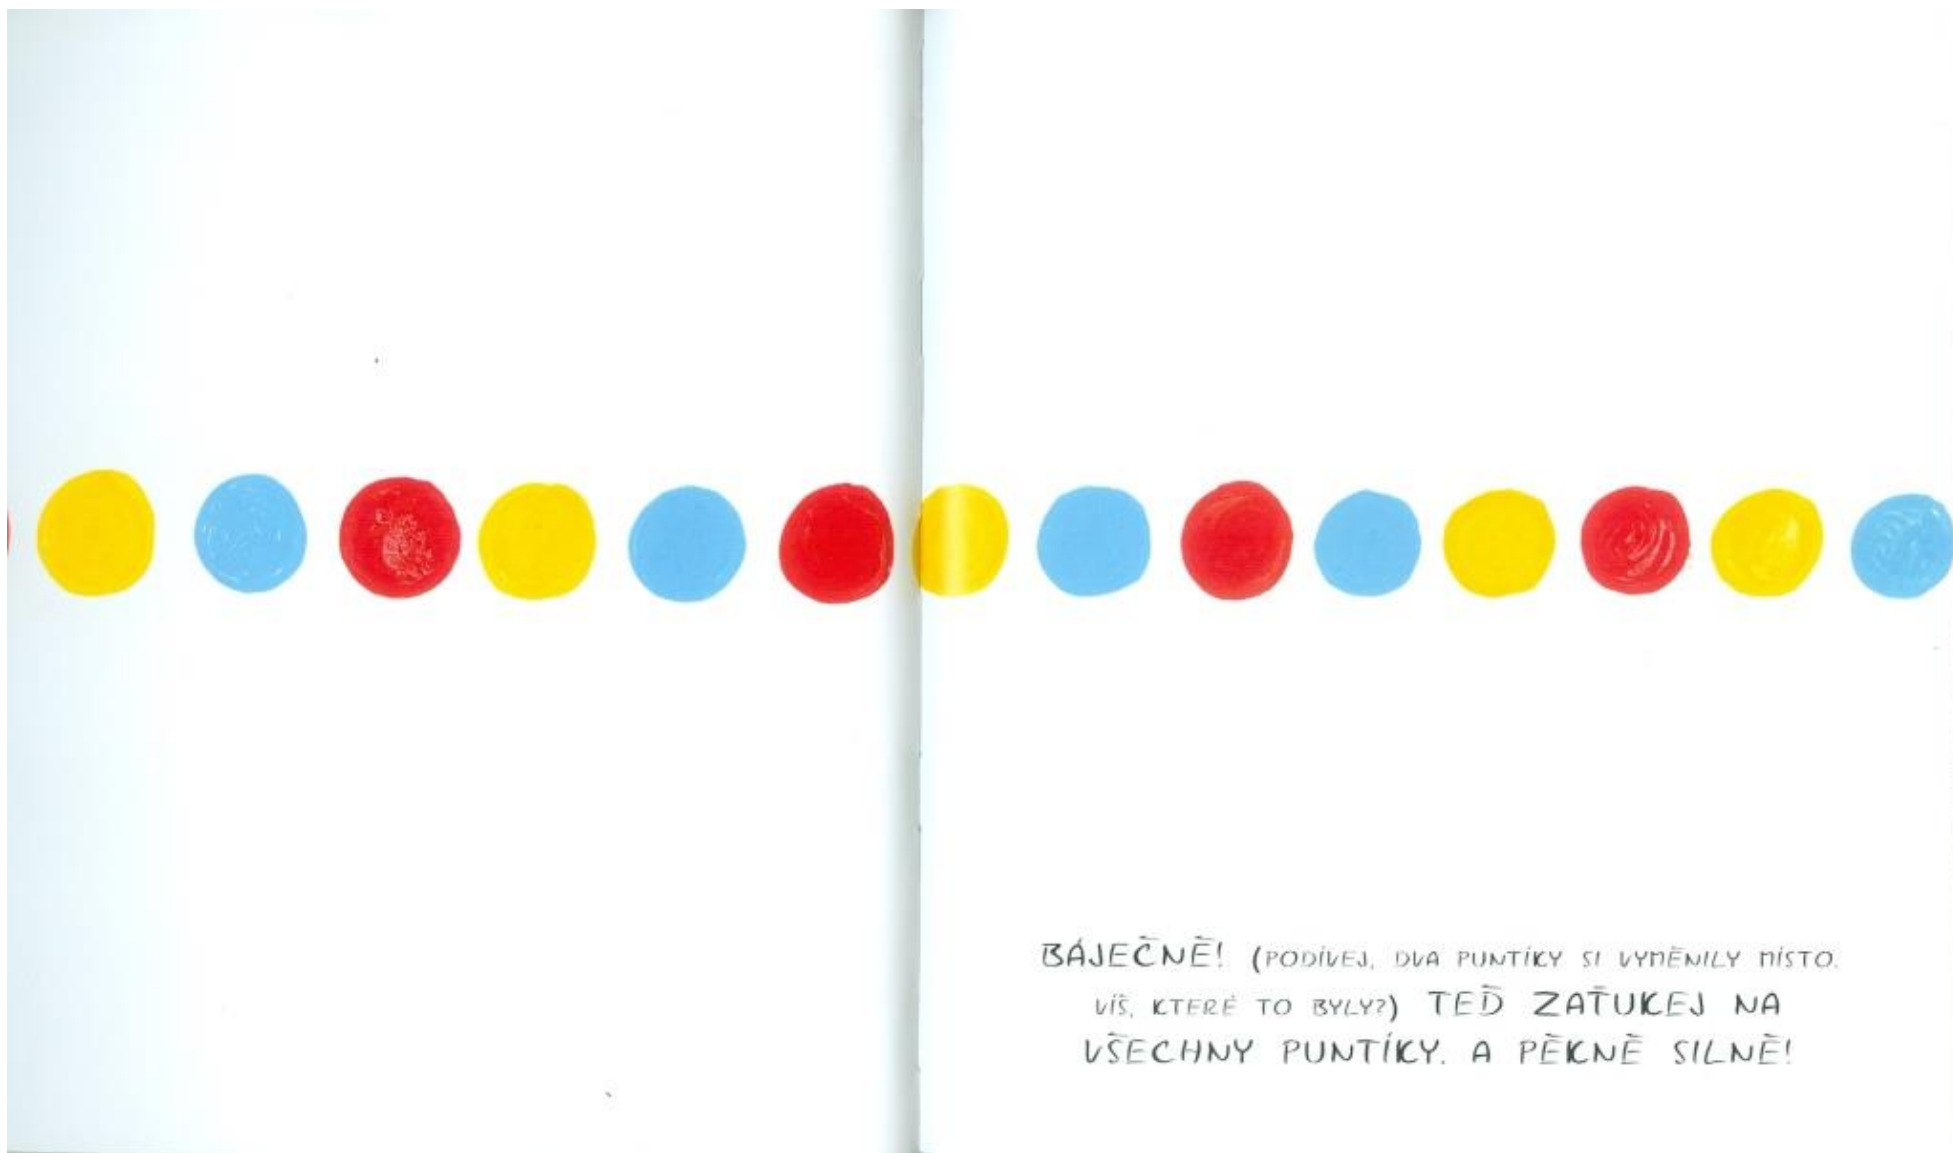 BÁJEČNĚ! (PODÍVEJ, DVA PUNTÍKY SI VYMĚNILY MÍSTO.
VÍŠ, KTERÉ TO BYLY?) TEĎ ZAŤUKEJ NA
VŠECHNY PUNTÍKY. A PĚKNĚ SILNĚ!